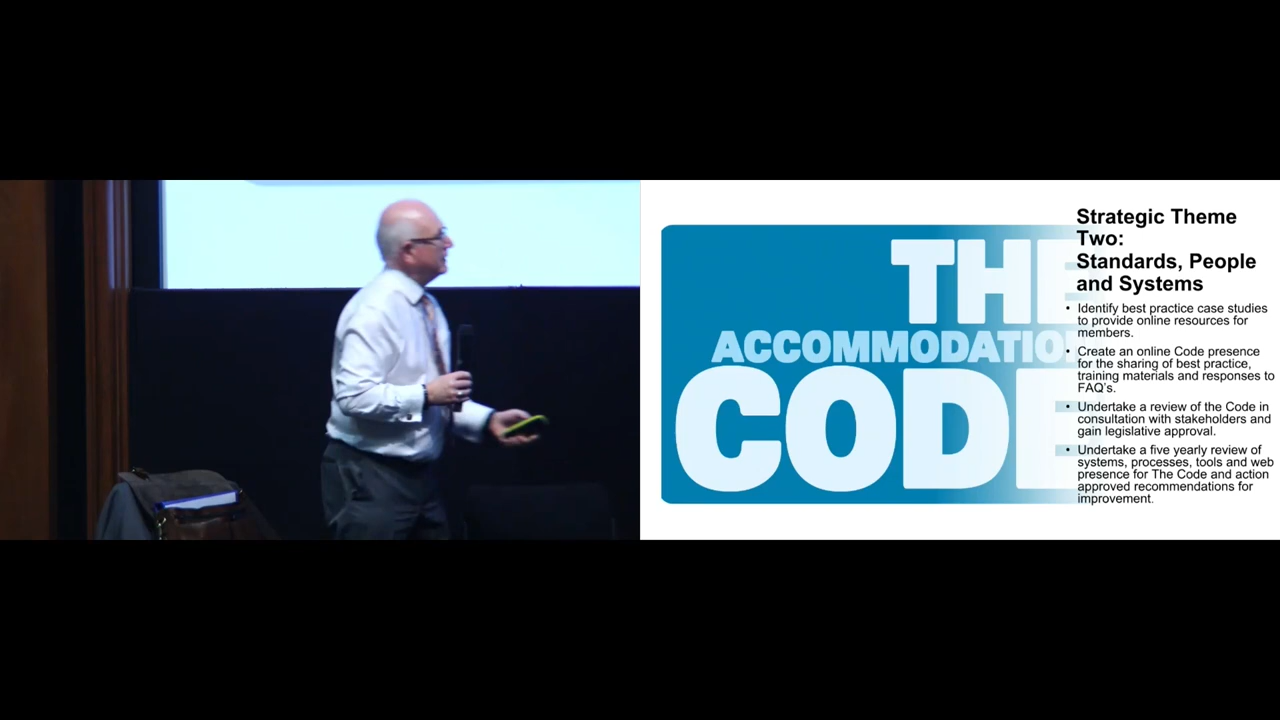 THE
ACCOMMODATIO
CODE
Strategic Theme
Two:
Standards, People
and Systems
• Identify best practice case studies
to provide online resources for
members.
• Create an online Code presence
for the sharing of best practice,
training materials and responses to
FAQ's.
• Undertake a review of the Code in
consultation with stakeholders and
gain legislative approval.
• Undertake a five yearly review of
systems, processes, tools and web
presence for The Code and action
approved recommendations for
improvement.